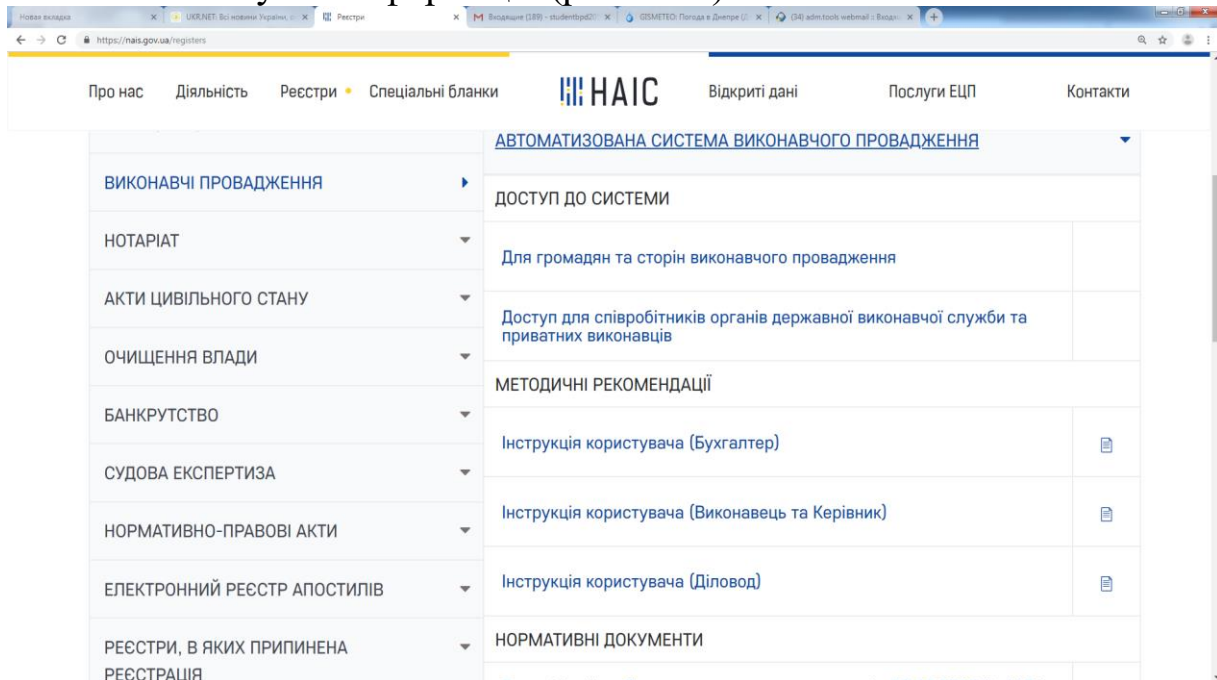 Новая вкладка
UKR.NET: Всі новини України,
Реєстри
Входящие (189) - studentbpd20
GISMETEO: Погода в Днепре (
(34) adm.tools webmail :: Входя
https://nais.gov.ua/registers
Про нас Діяльність Реєстри Спеціальні бланки НАІС Відкриті дані Послуги ЕЦП Контакти
АВТОМАТИЗОВАНА СИСТЕМА ВИКОНАВЧОГО ПРОВАДЖЕННЯ
ВИКОНАВЧІ ПРОВАДЖЕННЯ
НОТАРІАТ
АКТИ ЦИВІЛЬНОГО СТАНУ
ОЧИЩЕННЯ ВЛАДИ
БАНКРУТСТВО
СУДОВА ЕКСПЕРТИЗА
НОРМАТИВНО-ПРАВОВІ АКТИ
ЕЛЕКТРОННИЙ РЕЄСТР АПОСТИЛІВ
РЕЄСТРИ, В ЯКИХ ПРИПИНЕНА
РЕЄСТРАЦІЯ
ДОСТУП ДО СИСТЕМИ
Для громадян та сторін виконавчого провадження
Доступ для співробітників органів державної виконавчої служби та
приватних виконавців
МЕТОДИЧНІ РЕКОМЕНДАЦІЇ
Інструкція користувача (Бухгалтер)
Інструкція користувача (Виконавець та Керівник)
Інструкція користувача (Діловод)
НОРМАТИВНІ ДОКУМЕНТИ